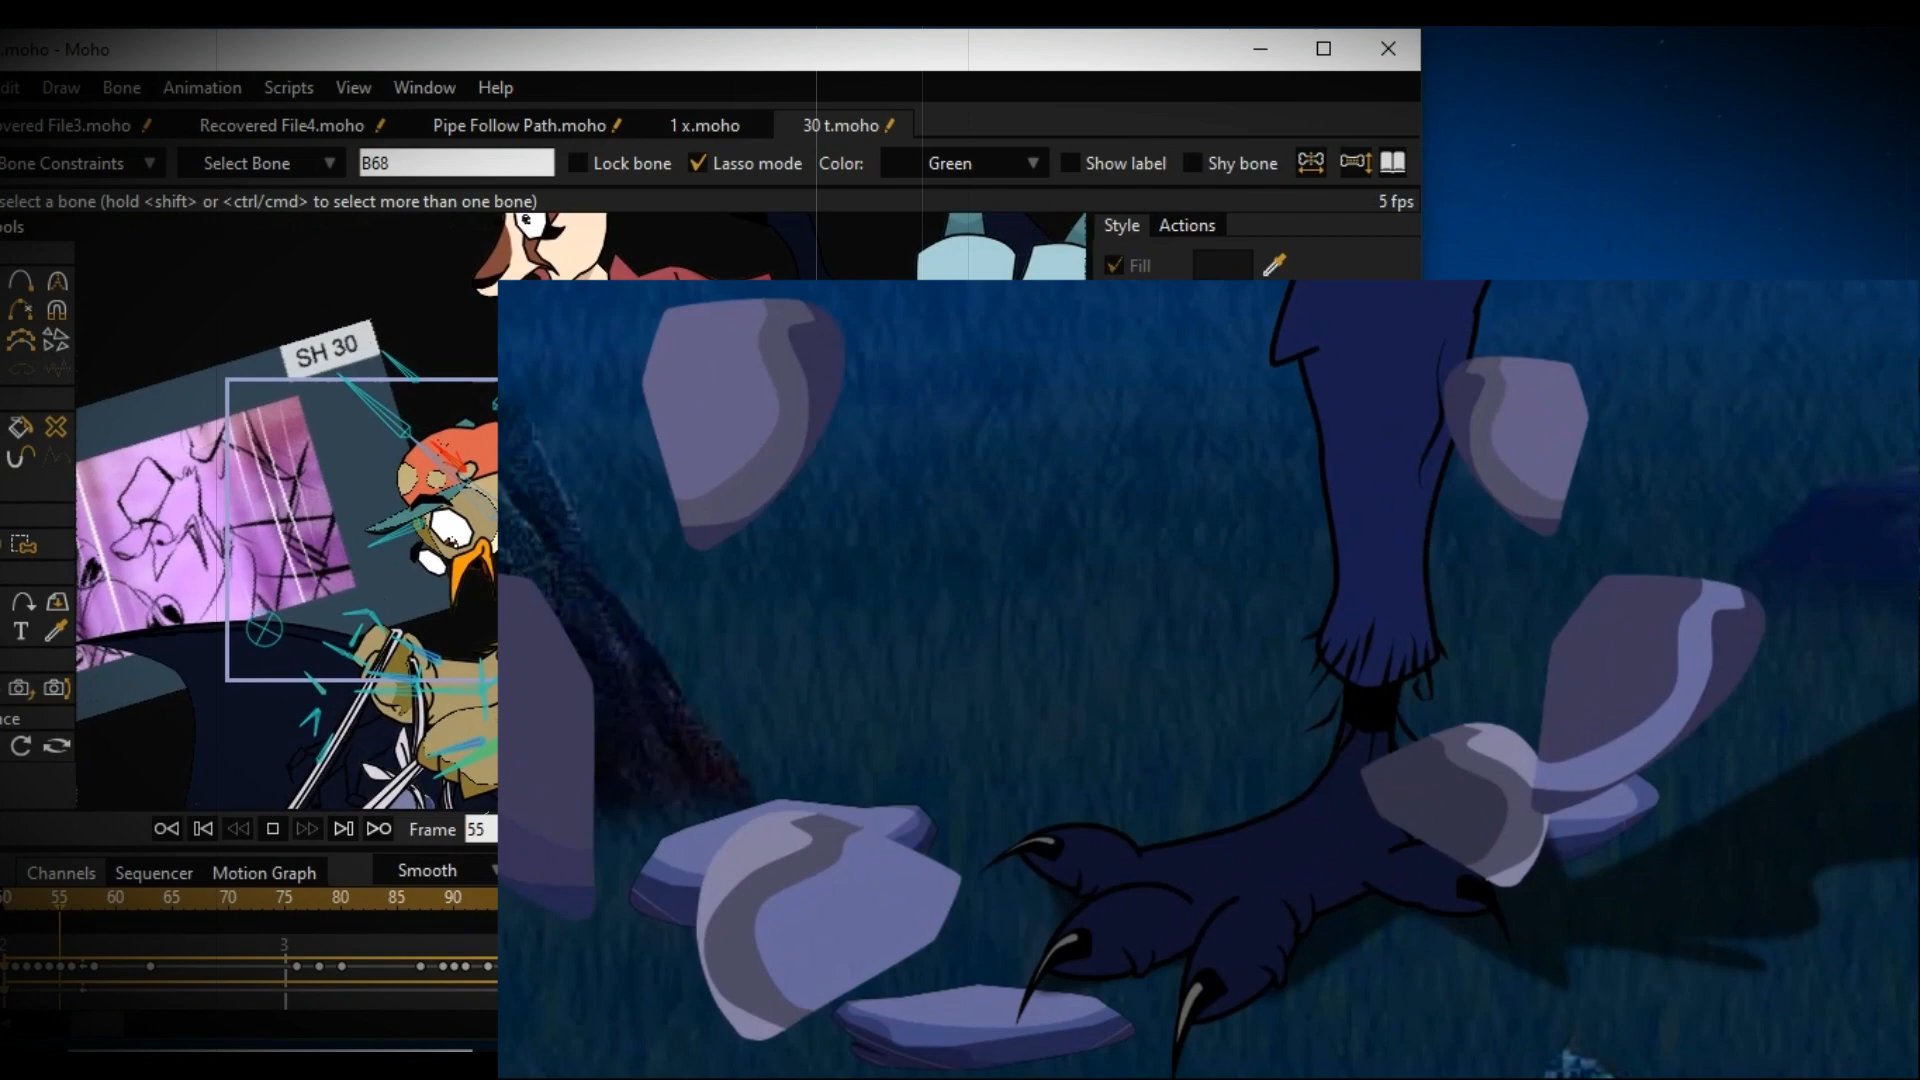 .moho - Moho
dit Draw Bone Animation Scripts View Window Help
vered File3.moho Recovered File4.moho Pipe Follow Path.moho 1 x.moho 30 t.moho
Bone Constraints Select Bone B68 Lock bone Lasso mode Color: Green Show label Shy bone
select a bone (hold <shift> or <ctrl/cmd> to select more than one bone) 5 fps
ools Style Actions
Fill
SH 30
T
ce
Frame 55
Channels Sequencer Motion Graph Smooth
50 55 60 65 70 75 80 85 90
2 3